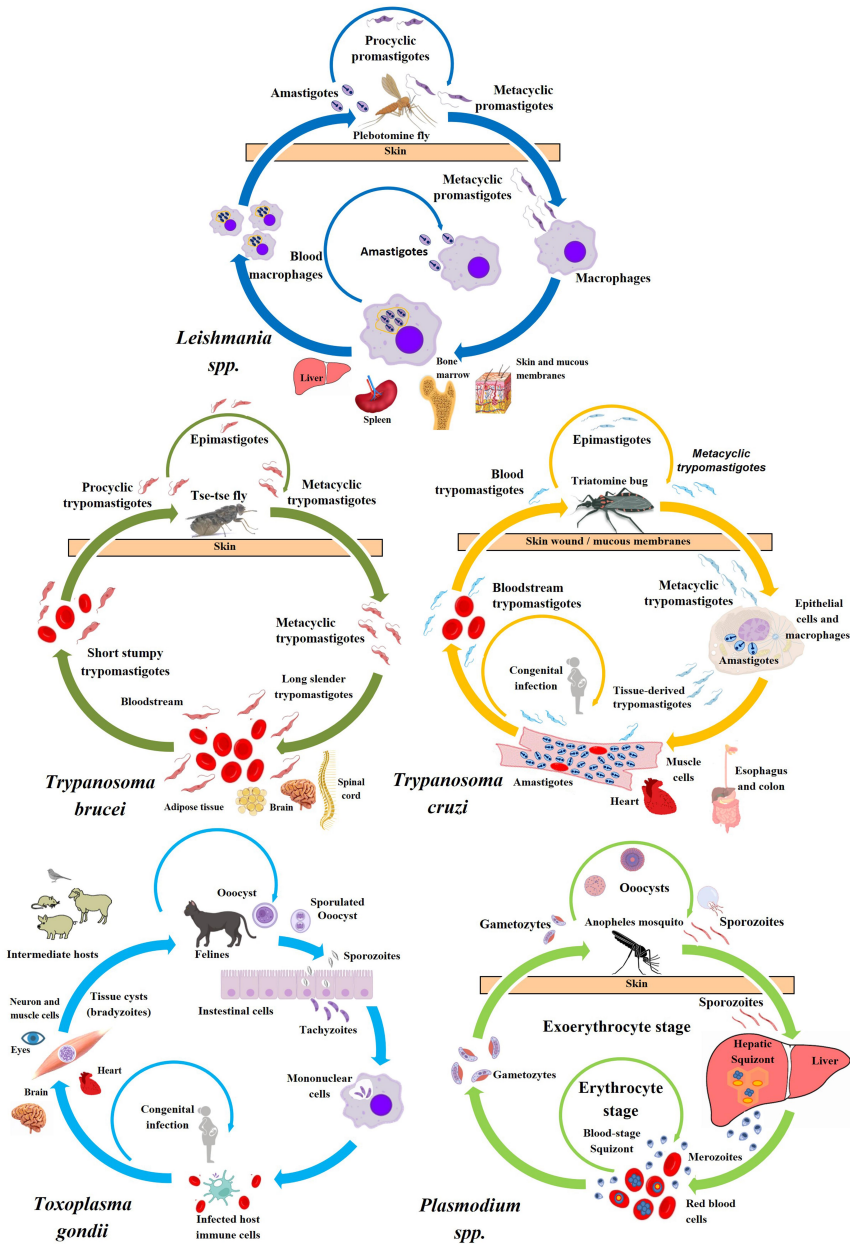 Procyclic
promastigotes
Amastigotes
Metacyclic
promastigotes
Plebotomine fly
Skin
Metacyclic
promastigotes
Amastigotes
Blood
macrophages
Macrophages
Leishmania
spp.
Liver
Spleen
Bone
marrow
Skin and mucous
membranes
Epimastigotes
Procyclic
trypomastigotes
Tse-tse fly
Metacyclic
trypomastigotes
Skin
Metacyclic
trypomastigotes
Short stumpy
trypomastigotes
Long slender
trypomastigotes
Bloodstream
Trypanosoma
brucei
Adipose tissue
Brain
Spinal
cord
Epimastigotes
Metacyclic
trypomastigotes
Blood
trypomastigotes
Triatomine bug
Skin wound / mucous membranes
Bloodstream
trypomastigotes
Metacyclic
trypomastigotes
Epithelial
cells and
macrophages
Amastigotes
Congenital
infection
Tissue-derived
trypomastigotes
Muscle
cells
Amastigotes
Heart
Esophagus
and colon
Trypanosoma
cruzi
Ooocyst
Sporulated
Ooocyst
Felines
Intermediate hosts
Sporozoites
Instestinal cells
Tachyzoites
Neuron and
muscle cells
Tissue cysts
(bradyzoites)
Eyes
Heart
Brain
Mononuclear
cells
Congenital
infection
Infected host
immune cells
Toxoplasma
gondii
Ooocysts
Gametozytes
Anopheles mosquito
Sporozoites
Skin
Sporozoites
Exoerythrocyte stage
Hepatic
Squizont
Liver
Gametozytes
Erythrocyte
stage
Blood-stage
Squizont
Merozoites
Red blood
cells
Plasmodium
spp.